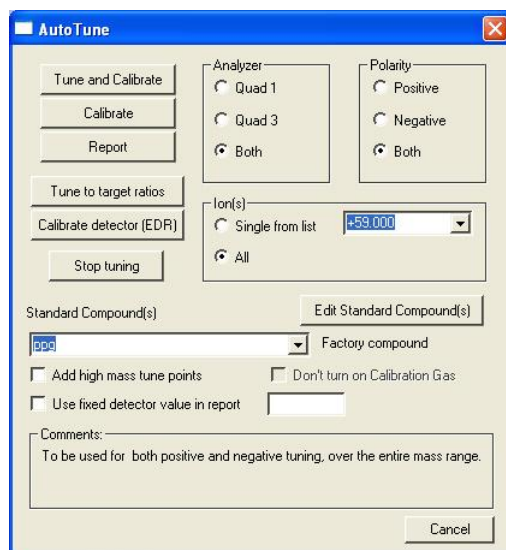 AutoTune
Tune and Calibrate
Calibrate
Report
Analyzer
Quad 1
Quad 3
Both
Polarity
Positive
Negative
Both
Tune to target ratios
Calibrate detector (EDR)
Stop tuning
Ion(s)
Single from list
+59.000
All
Edit Standard Compound(s)
Standard Compound(s)
ppg
Factory compound
Add high mass tune points
Don't turn on Calibration Gas
Use fixed detector value in report
Comments:
To be used for both positive and negative tuning, over the entire mass range.
Cancel